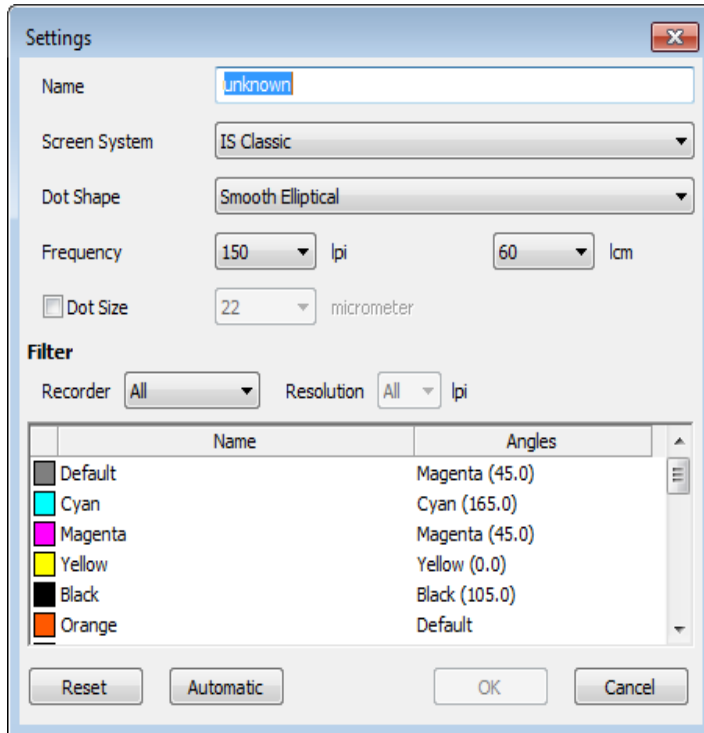 Settings
Name unknown
Screen System IS Classic
Dot Shape Smooth Elliptical
Frequency 150 lpi 60 lcm
Dot Size 22 micrometer
Filter
Recorder All Resolution All lpi
Name Angles
Default Magenta (45.0)
Cyan Cyan (165.0)
Magenta Magenta (45.0)
Yellow Yellow (0.0)
Black Black (105.0)
Orange Default
Reset Automatic OK Cancel